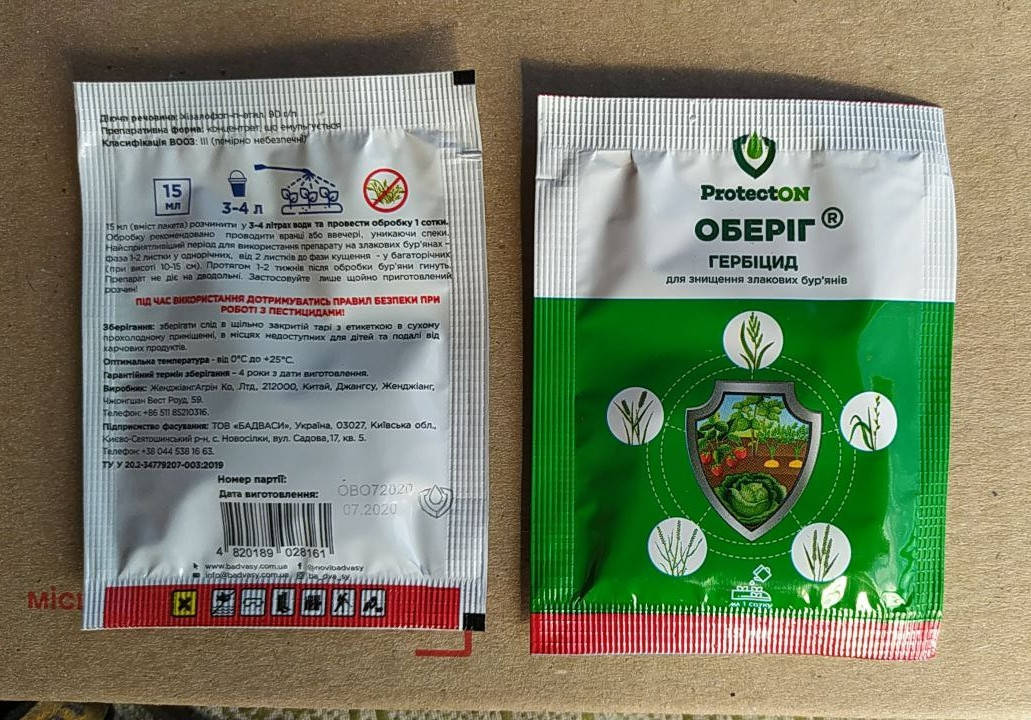 Діюча речовина: хізалофоп-п-етил, 90 г/л
Препаративна форма: концентрат, що емульгується
Класифікація ВООЗ: III (помірно небезпечні)
15
МЛ
3-4 л
15 мл (вміст пакета) розчинити у 3-4 літрах води та провести обробку 1 сотки.
Обробку рекомендовано проводити вранці або ввечері, уникаючи спеки.
Найсприятливіший період для використання препарату на злакових бур'янах –
фаза 1-2 листки у однорічних, від 2 листків до фази кущення - у багаторічних
(при висоті 10-15 см). Протягом 1-2 тижнів після обробки бур'яни гинуть.
Препарат не діє на дводольні. Застосовуйте лише щойно приготовлений
розчин!
ПІД ЧАС ВИКОРИСТАННЯ ДОТРИМУВАТИСЬ ПРАВИЛ БЕЗПЕКИ ПРИ
РОБОТІ З ПЕСТИЦИДАМИ!
Зберігання: зберігати слід в щільно закритій тарі з етикеткою в сухому
прохолодному приміщенні, в місцях недоступних для дітей та подалі від
харчових продуктів.
Оптимальна температура - від 0°С до +25°С.
Гарантійний термін зберігання – 4 роки з дати виготовлення.
Виробник: ЖенджіангАгрін Ко, Лтд, 212000, Китай, Джангсу, Женджіанг,
Чжонгшан Вест Роуд, 59.
Телефон: +86 511 85210316.
Підприємство фасування: ТОВ «БАДВАСИ», Україна, 03027, Київська обл.,
Києво-Святошинський р-н, с. Новосілки, вул. Садова, 17, кв. 5.
Телефон: +38 044 538 16 63.
ТУ У 20.2-34779207-003:2019
Номер партії:
Дата виготовлення:
ОВО72020
07.2020
4 820189 028161
www.badvasy.com.ua @novibadvasy
info@badvasy.com.ua ba_dva_sy
МІСЦ
ProtectON
ОБЕРІГ ®
ГЕРБІЦИД
для знищення злакових бур'янів
на 1 сотку
15 мл